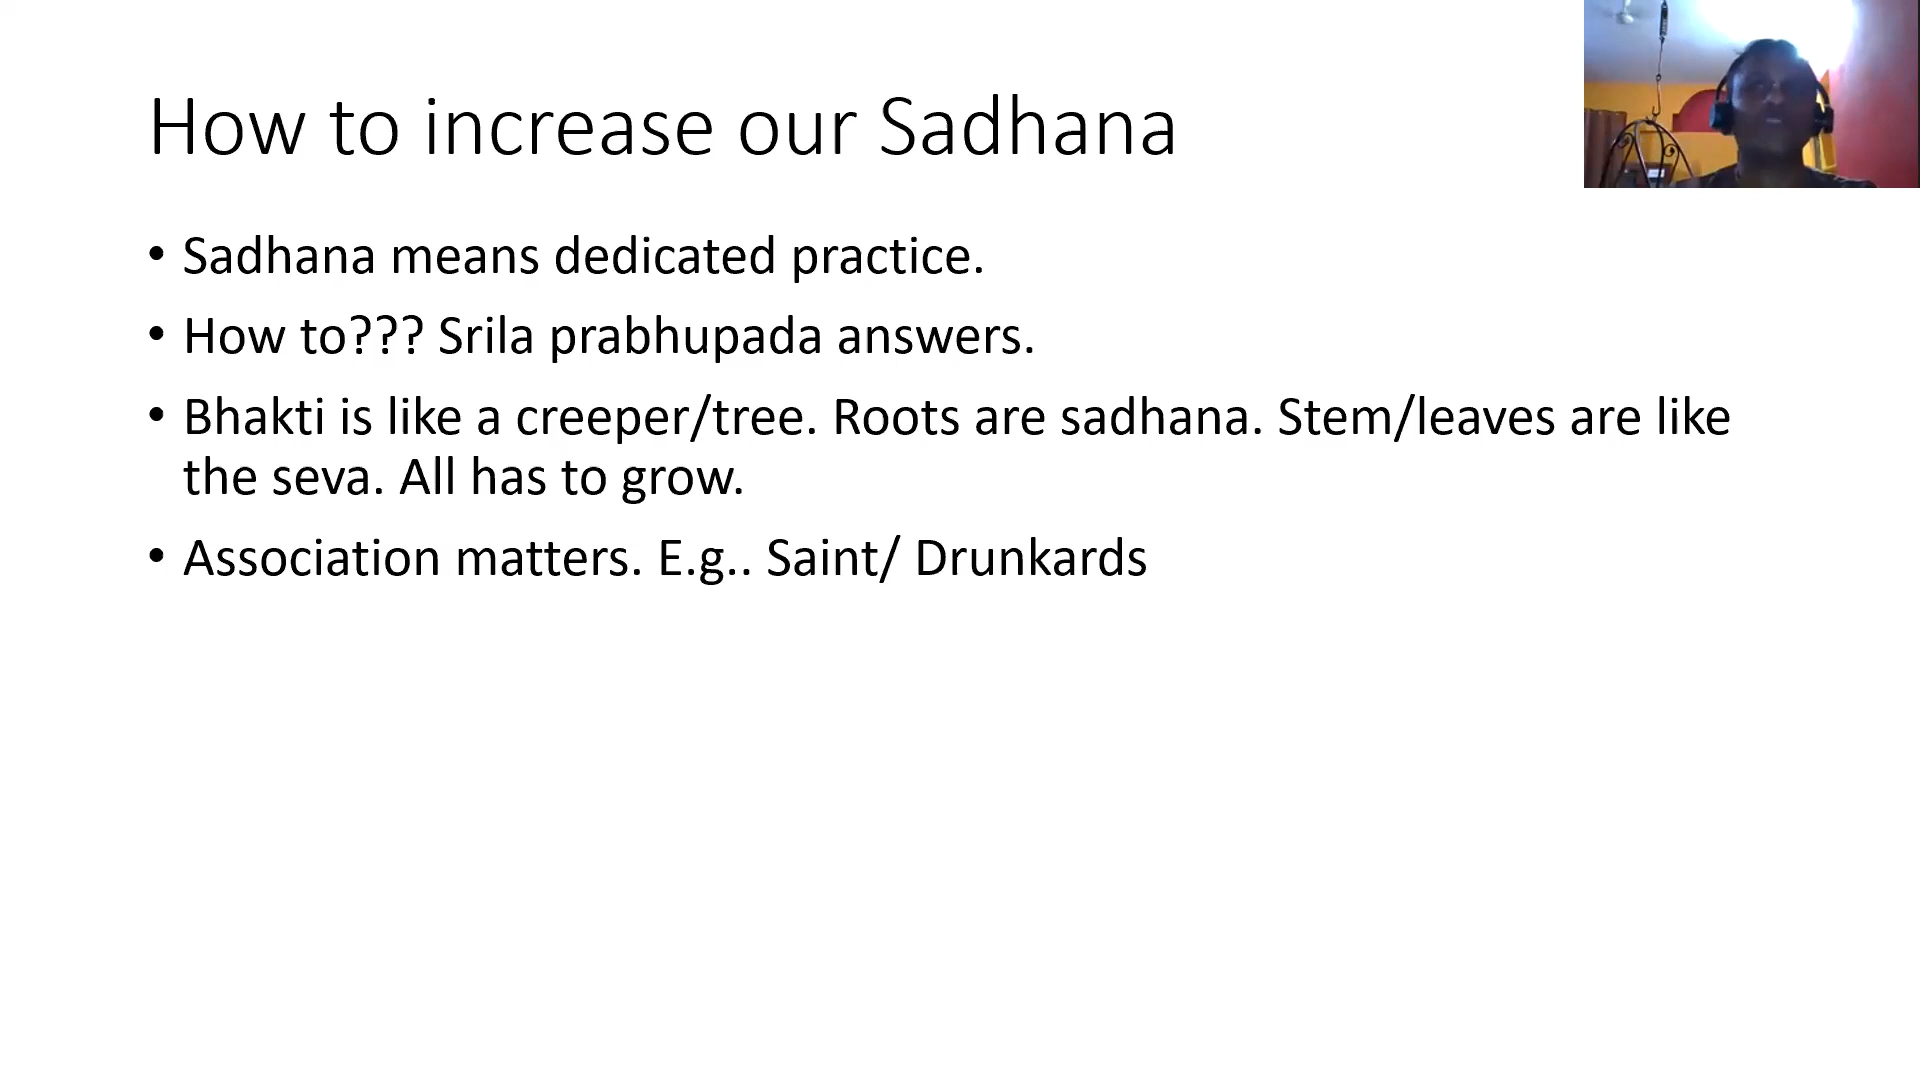 How to increase our Sadhana
• Sadhana means dedicated practice.
• How to??? Srila prabhupada answers.
• Bhakti is like a creeper/tree. Roots are sadhana. Stem/leaves are like
the seva. All has to grow.
• Association matters. E.g.. Saint/ Drunkards